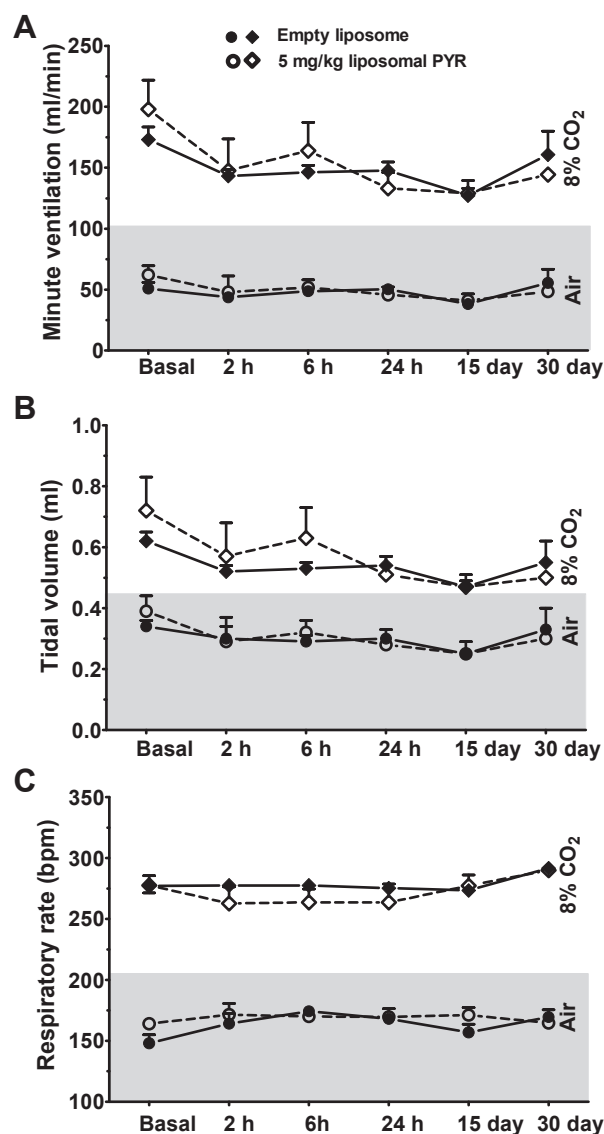 A
Empty liposome
5 mg/kg liposomal PYR
Minute ventilation (ml/min)
250
200
150
100
50
0
8% CO2
Air
Basal 2 h 6 h 24 h 15 day 30 day
B
Tidal volume (ml)
1.0
0.8
0.6
0.4
0.2
0.0
8% CO2
Air
Basal 2 h 6 h 24 h 15 day 30 day
C
Respiratory rate (bpm)
350
300
250
200
150
100
8% CO2
Air
Basal 2 h 6h 24 h 15 day 30 day